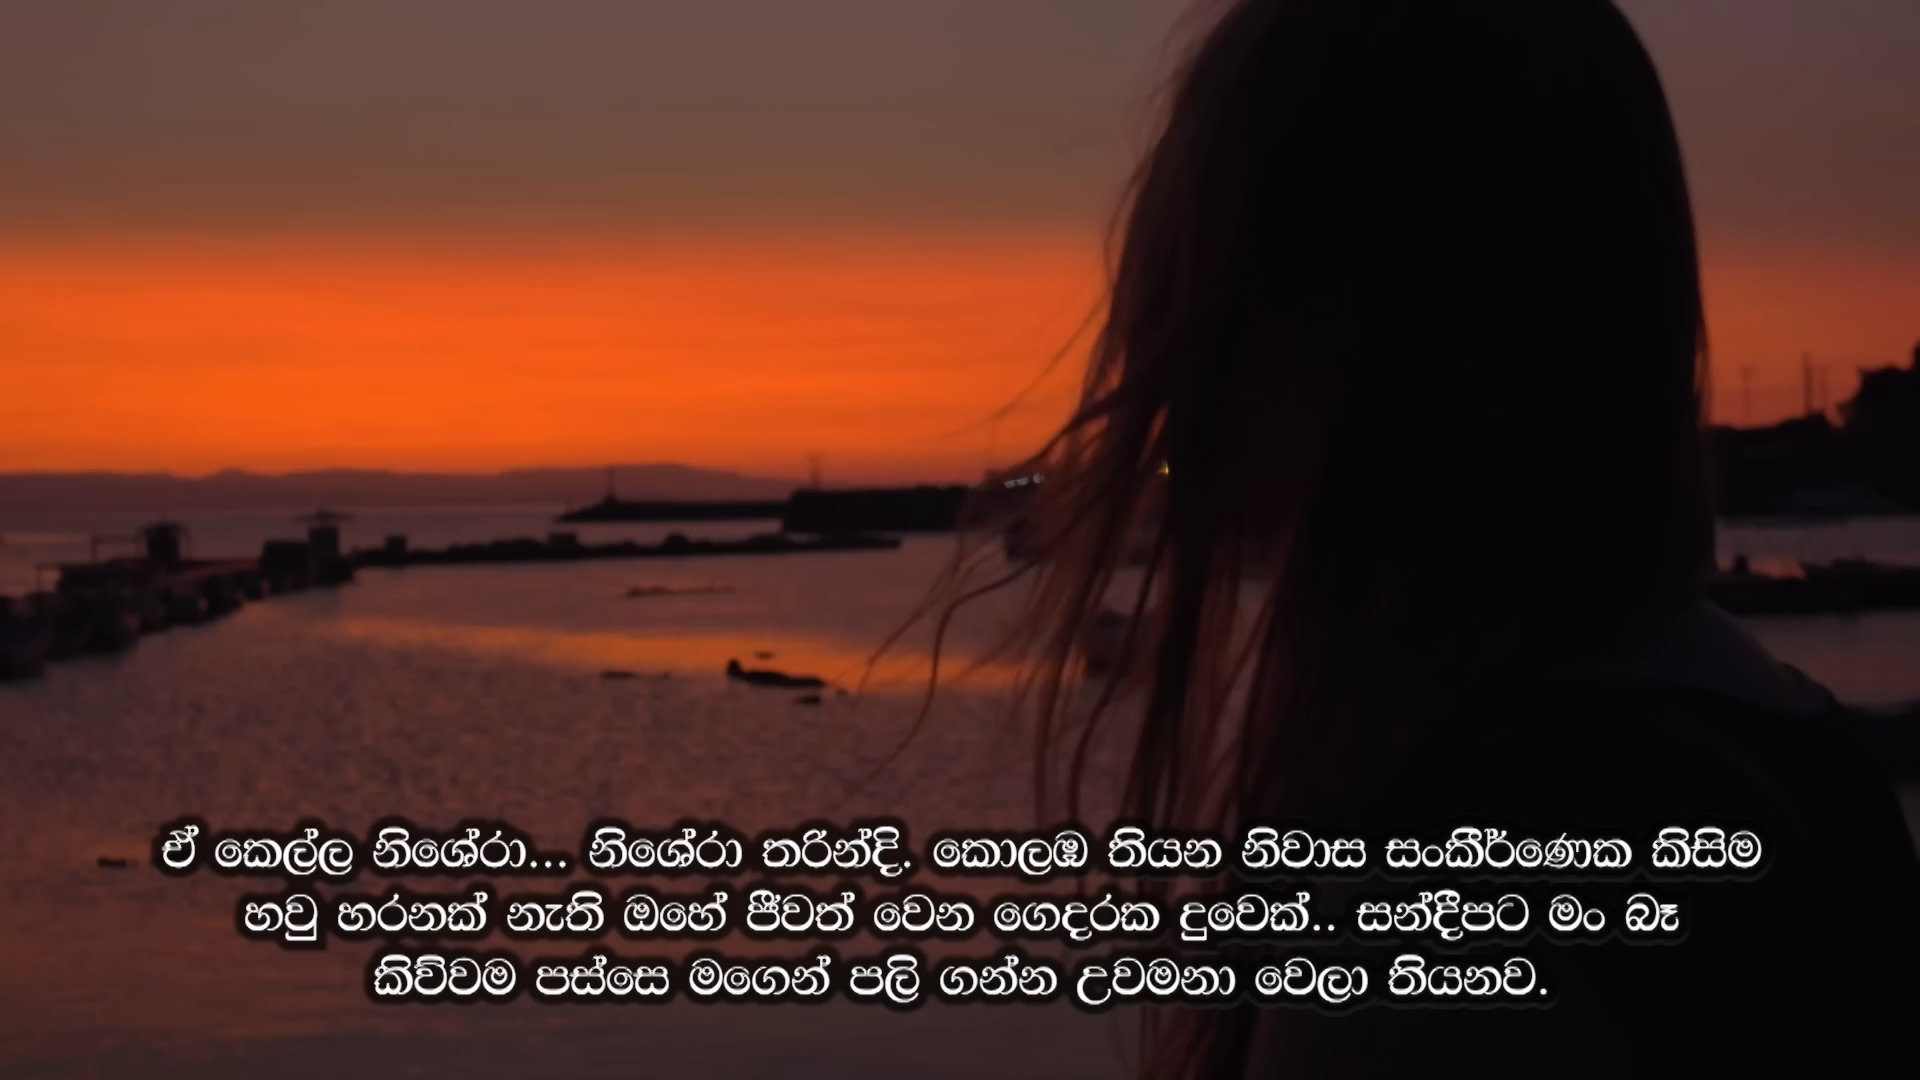 ඒ කෙල්ල නිශේරා... නිශේරා තරින්දි. කොලඹ තියන නිවාස සංකීර්ණෙක කිසිම
හවු හරනක් නැති ඔහේ ජීවත් වෙන ගෙදරක දුවෙක්.. සන්දීපට මං බෑ
කිව්වම පස්සෙ මගෙන් පලි ගන්න උවමනා වෙලා තියනව.